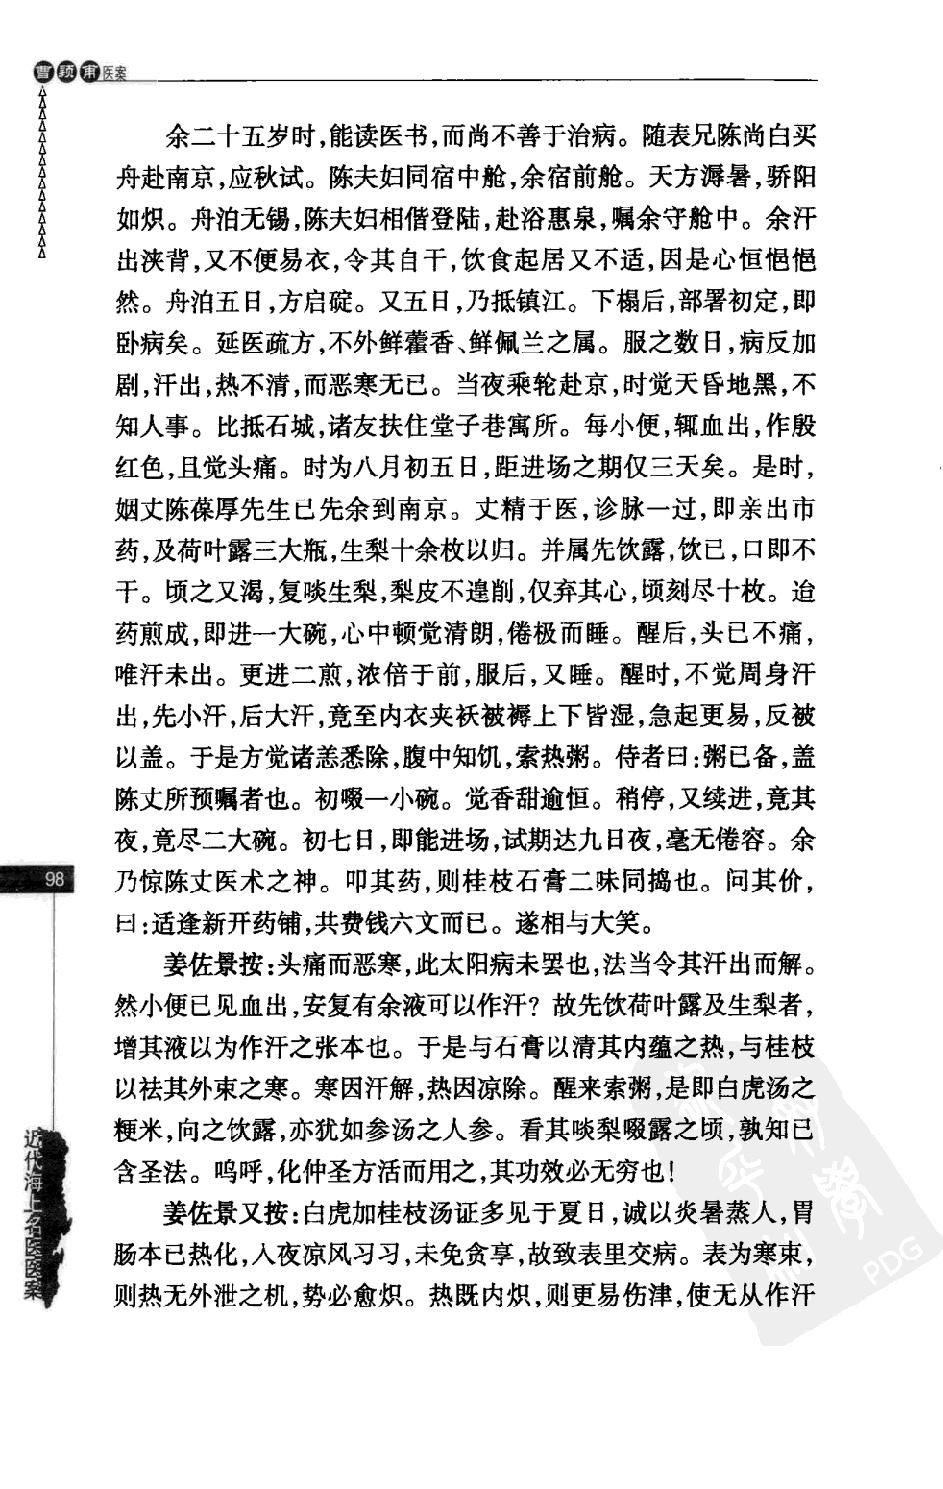 曹颖甫医案
余二十五岁时,能读医书,而尚不善于治病。随表兄陈尚白买
舟赴南京,应秋试。陈夫妇同宿中舱,余宿前舱。天方溽暑,骄阳
如炽。舟泊无锡,陈夫妇相偕登陆,赴浴惠泉,嘱余守舱中。余汗
出浃背,又不便易衣,令其自干,饮食起居又不适,因是心恒悒悒
然。舟泊五日,方启碇。又五日,乃抵镇江。下榻后,部署初定,即
卧病矣。延医疏方,不外鲜藿香、鲜佩兰之属。服之数日,病反加
剧,汗出,热不清,而恶寒无已。当夜乘轮赴京,时觉天昏地黑,不
知人事。比抵石城,诸友扶住堂子巷寓所。每小便,辄血出,作殷
红色,且觉头痛。时为八月初五日,距进场之期仅三天矣。是时,
姻丈陈葆厚先生已先余到南京。丈精于医,诊脉一过,即亲出市
药,及荷叶露三大瓶,生梨十余枚以归。并属先饮露,饮已,口即不
干。顷之又渴,复啖生梨,梨皮不遑削,仅弃其心,顷刻尽十枚。迨
药煎成,即进一大碗,心中顿觉清朗,倦极而睡。醒后,头已不痛,
唯汗未出。更进二煎,浓倍于前,服后,又睡。醒时,不觉周身汗
出,先小汗,后大汗,竟至内衣夹袄被褥上下皆湿,急起更易,反被
以盖。于是方觉诸恙悉除,腹中知饥,索热粥。侍者曰:粥已备,盖
陈丈所预嘱者也。初啜一小碗。觉香甜逾恒。稍停,又续进,竟其
夜,竟尽二大碗。初七日,即能进场,试期达九日夜,毫无倦容。余
乃惊陈丈医术之神。叩其药,则桂枝石膏二味同捣也。问其价,
曰:适逢新开药铺,共费钱六文而已。遂相与大笑。
姜佐景按:头痛而恶寒,此太阳病未罢也,法当令其汗出而解。
然小便已见血出,安复有余液可以作汗? 故先饮荷叶露及生梨者,
增其液以为作汗之张本也。于是与石膏以清其内蕴之热,与桂枝
以祛其外束之寒。寒因汗解,热因凉除。醒来索粥,是即白虎汤之
粳米,向之饮露,亦犹如参汤之人参。看其啖梨啜露之顷,孰知已
含圣法。呜呼,化仲圣方活而用之,其功效必无穷也!
姜佐景又按:白虎加桂枝汤证多见于夏日,诚以炎暑蒸人,胃
肠本已热化,入夜凉风习习,未免贪享,故致表里交病。表为寒束,
则热无外泄之机,势必愈炽。热既内炽,则更易伤津,使无从作汗
98
近代海上名医医案
PDG